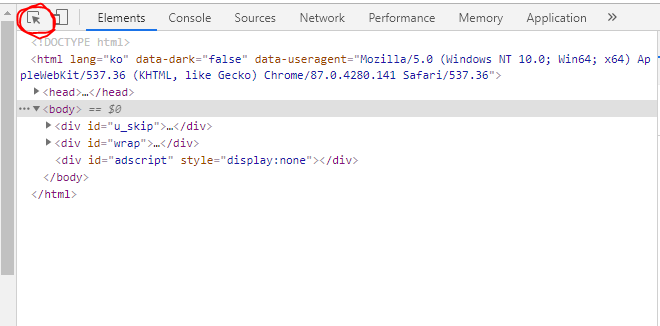 Elements Console Sources Network Performance Memory Application »
<!DOCTYPE html>
<html lang="ko" data-dark="false" data-useragent="Mozilla/5.0 (Windows NT 10.0; Win64; x64) Ap
pleWebKit/537.36 (KHTML, like Gecko) Chrome/87.0.4280.141 Safari/537.36">
▶<head>…</head>
…▼<body> == $0
▶<div id="u_skip">…</div>
▶<div id="wrap">…</div>
<div id="adscript" style="display:none"></div>
</body>
</html>